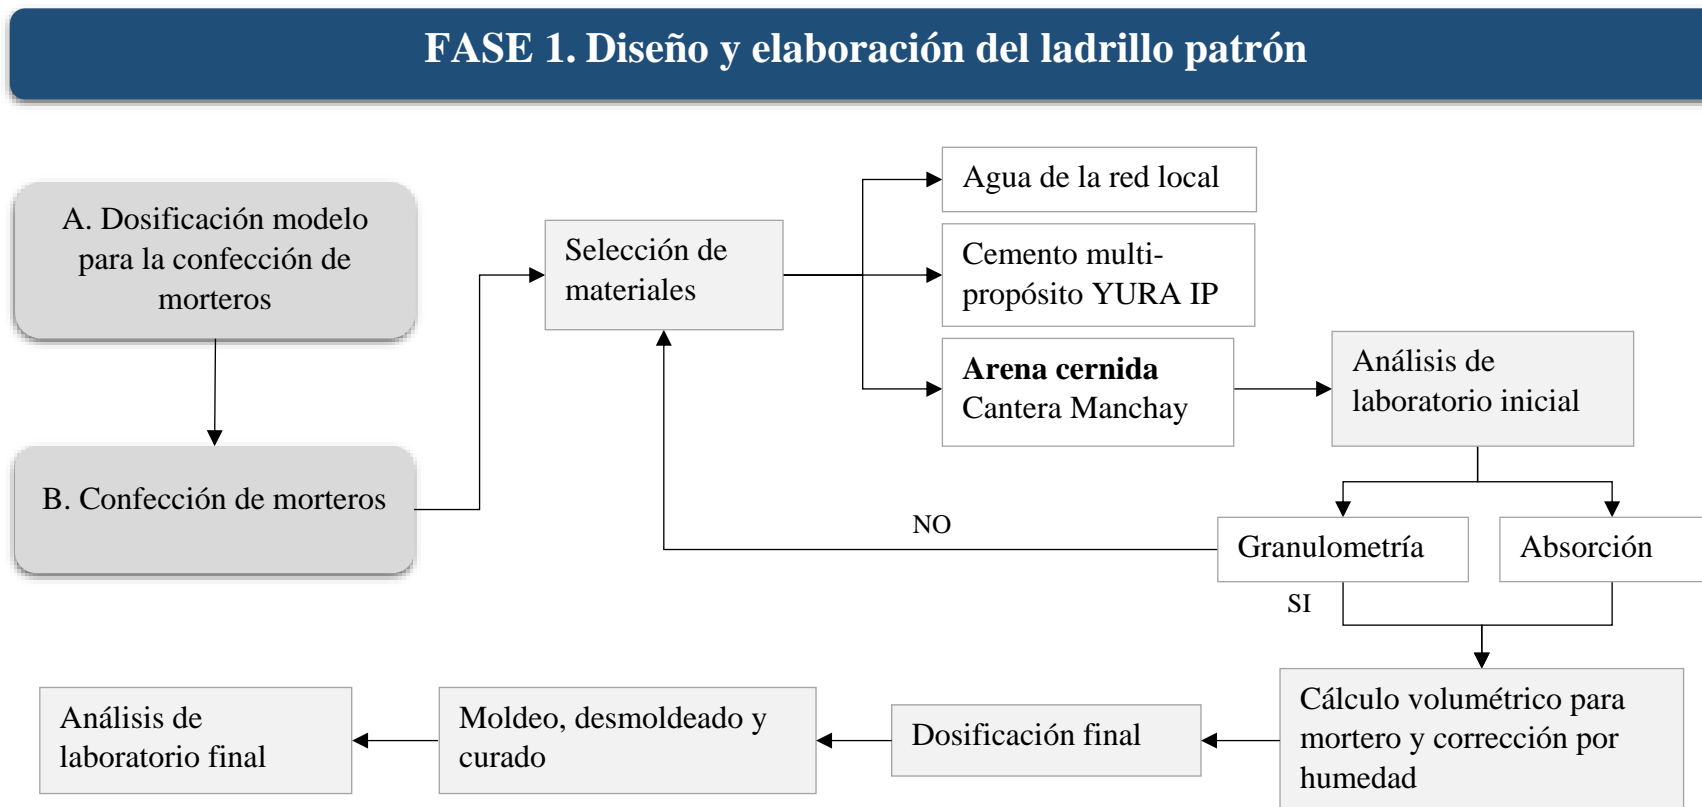 FASE 1. Diseño y elaboración del ladrillo patrón
A. Dosificación modelo
para la confección de
morteros
B. Confección de morteros
Selección de
materiales
Agua de la red local
Cemento multi-
propósito YURA IP
Arena cernida
Cantera Manchay
Análisis de
laboratorio inicial
NO
Granulometría
Absorción
SI
Cálculo volumétrico para
mortero y corrección por
humedad
Dosificación final
Moldeo, desmoldeado y
curado
Análisis de
laboratorio final